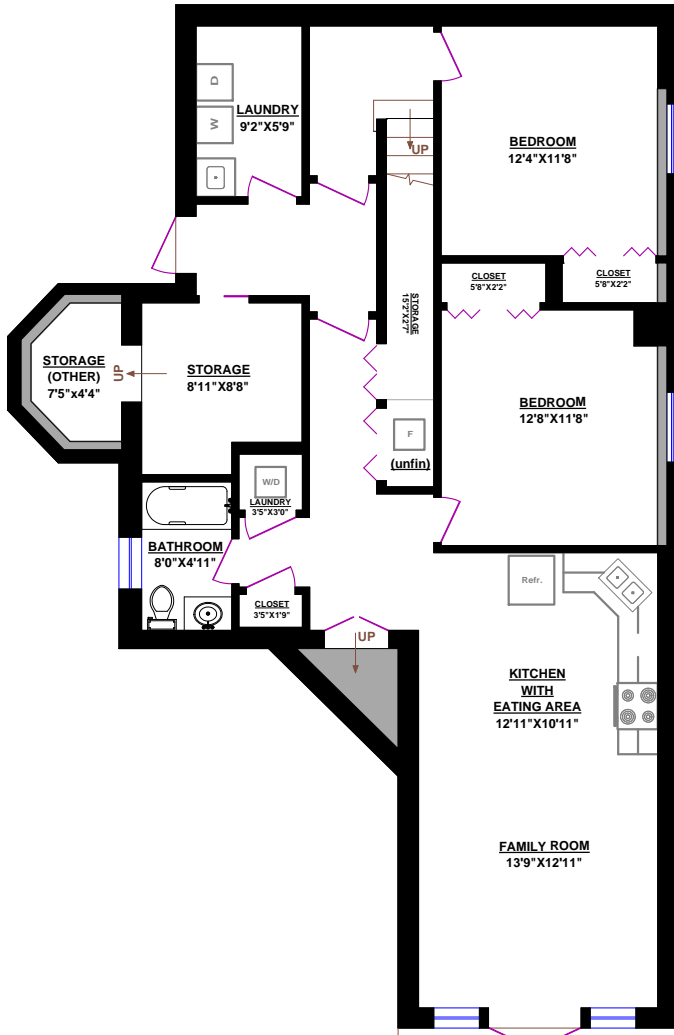 D
W
LAUNDRY
9'2"X5'9"
UP
BEDROOM
12'4"X11'8"
CLOSET
5'8"X2'2"
CLOSET
5'8"X2'2"
STORAGE
15'2"X2'7"
STORAGE
(OTHER)
7'5"x4'4"
UP
STORAGE
8'11"X8'8"
BEDROOM
12'8"X11'8"
F
(unfin)
W/D
LAUNDRY
3'5"X3'0"
BATHROOM
8'0"X4'11"
CLOSET
3'5"X1'9"
UP
Refr.
KITCHEN
WITH
EATING AREA
12'11"X10'11"
FAMILY ROOM
13'9"X12'11"